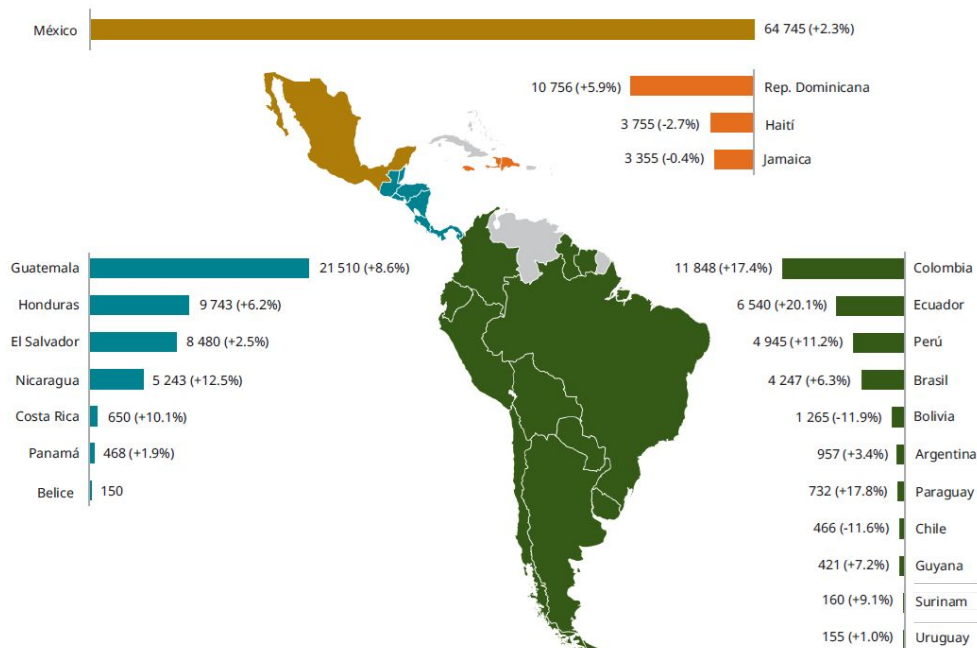 México 64 745 (+2.3%)
10 756 (+5.9%) Rep. Dominicana
3 755 (-2.7%) Haití
3 355 (-0.4%) Jamaica
Guatemala 21 510 (+8.6%)
Honduras 9 743 (+6.2%)
El Salvador 8 480 (+2.5%)
Nicaragua 5 243 (+12.5%)
Costa Rica 650 (+10.1%)
Panamá 468 (+1.9%)
Belice 150
11 848 (+17.4%) Colombia
6 540 (+20.1%) Ecuador
4 945 (+11.2%) Perú
4 247 (+6.3%) Brasil
1 265 (-11.9%) Bolivia
957 (+3.4%) Argentina
732 (+17.8%) Paraguay
466 (-11.6%) Chile
421 (+7.2%) Guyana
160 (+9.1%) Surinam
155 (+1.0%) Uruguay